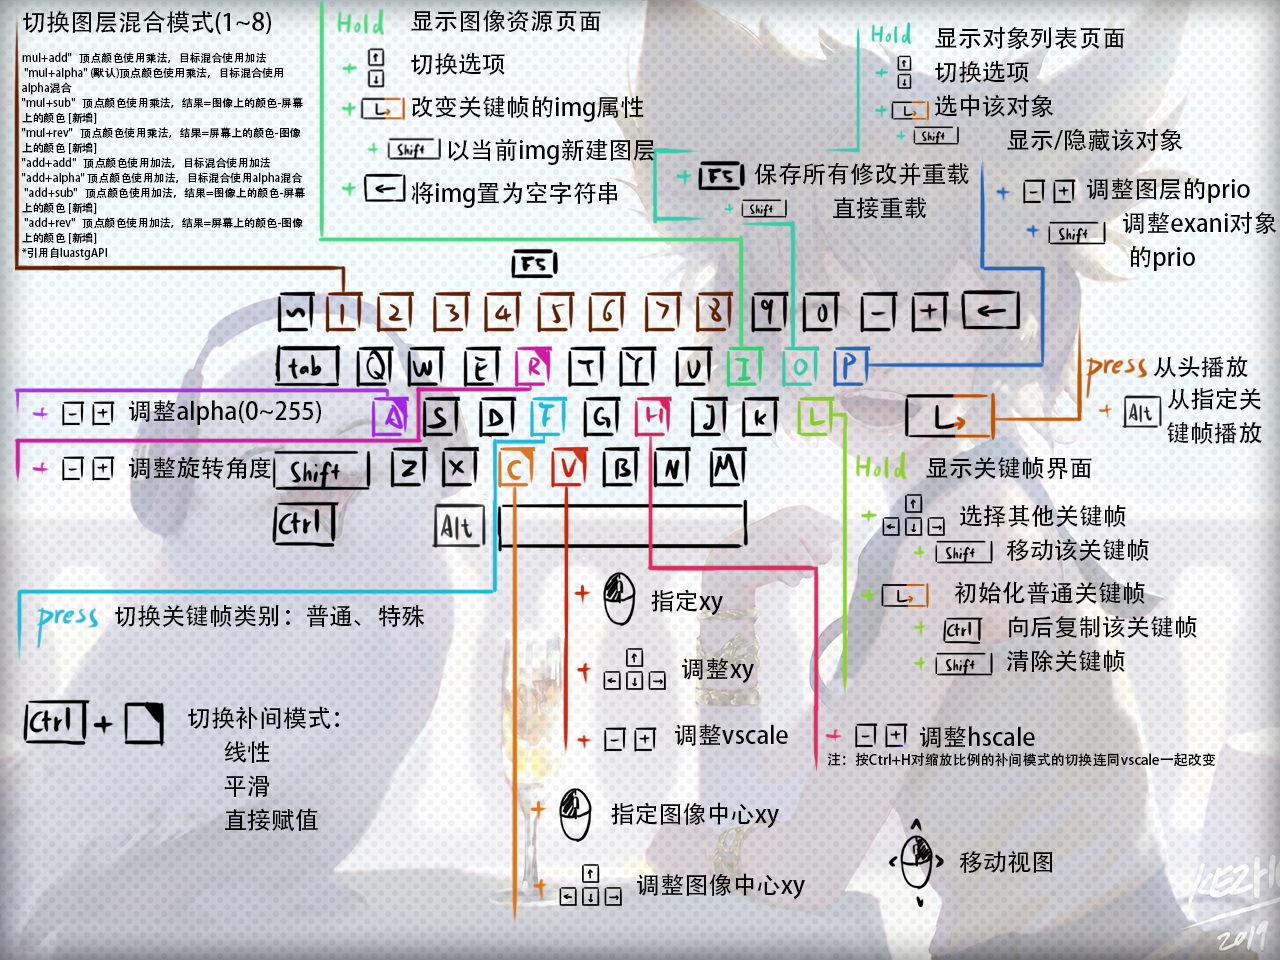 切换图层混合模式(1~8)
mul+add" 顶点颜色使用乘法，目标混合使用加法
"mul+alpha" (默认)顶点颜色使用乘法，目标混合使用
alpha混合
"mul+sub" 顶点颜色使用乘法，结果=图像上的颜色-屏幕
上的颜色 [新增]
"mul+rev" 顶点颜色使用乘法，结果=屏幕上的颜色-图像
上的颜色 [新增]
"add+add" 顶点颜色使用加法，目标混合使用加法
"add+alpha" 顶点颜色使用加法，目标混合使用alpha混合
"add+sub" 顶点颜色使用加法，结果=图像上的颜色-屏幕
上的颜色 [新增]
"add+rev" 顶点颜色使用加法，结果=屏幕上的颜色-图像
上的颜色 [新增]
*引用自luastgAPI
Hold 显示图像资源页面
+ ↑ ↓ 切换选项
+ 改变关键帧的img属性
+ Shift 以当前img新建图层
+ ← 将img置为空字符串
Hold 显示对象列表页面
+ ↑ ↓ 切换选项
+ 选中该对象
+ Shift 显示/隐藏该对象
+ F5 保存所有修改并重载
+ Shift 直接重载
+ - + 调整图层的prio
+ Shift 调整exani对象
的prio
F5
~ 1 2 3 4 5 6 7 8 9 0 - + ←
tab Q W E R T Y U I O P
A S D F G H J K L
Shift Z X C V B N M
Ctrl Alt
+ - + 调整alpha(0~255)
+ - + 调整旋转角度
press 从头播放
+ Alt 从指定关
键帧播放
Hold 显示关键帧界面
+ ↑ ← ↓ → 选择其他关键帧
+ Shift 移动该关键帧
+ 初始化普通关键帧
+ Ctrl 向后复制该关键帧
+ Shift 清除关键帧
press 切换关键帧类别：普通、特殊
+ 指定xy
+ ↑ ← ↓ → 调整xy
+ - + 调整vscale
+ - + 调整hscale
注：按Ctrl+H对缩放比例的补间模式的切换连同vscale一起改变
Ctrl + 切换补间模式：
线性
平滑
直接赋值
+ 指定图像中心xy
+ ↑ ← ↓ → 调整图像中心xy
移动视图
2019